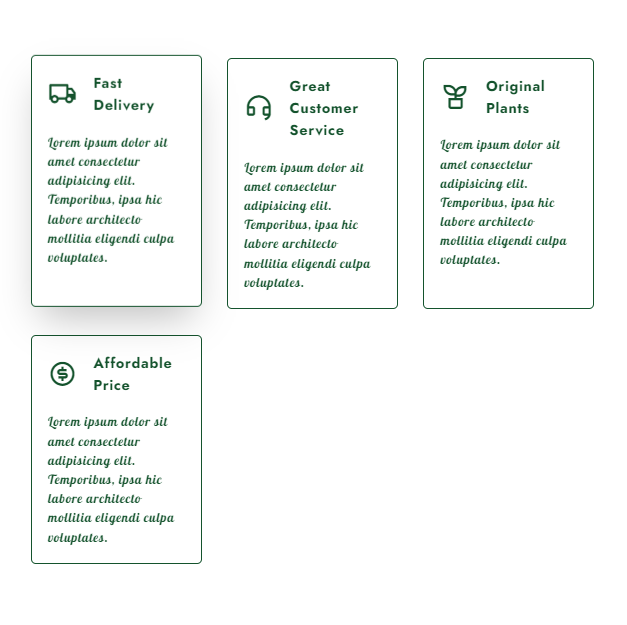 Fast
Delivery
Lorem ipsum dolor sit
amet consectetur
adipisicing elit.
Temporibus, ipsa hic
labore architecto
mollitia eligendi culpa
voluptates.
Great
Customer
Service
Lorem ipsum dolor sit
amet consectetur
adipisicing elit.
Temporibus, ipsa hic
labore architecto
mollitia eligendi culpa
voluptates.
Original
Plants
Lorem ipsum dolor sit
amet consectetur
adipisicing elit.
Temporibus, ipsa hic
labore architecto
mollitia eligendi culpa
voluptates.
Affordable
Price
Lorem ipsum dolor sit
amet consectetur
adipisicing elit.
Temporibus, ipsa hic
labore architecto
mollitia eligendi culpa
voluptates.